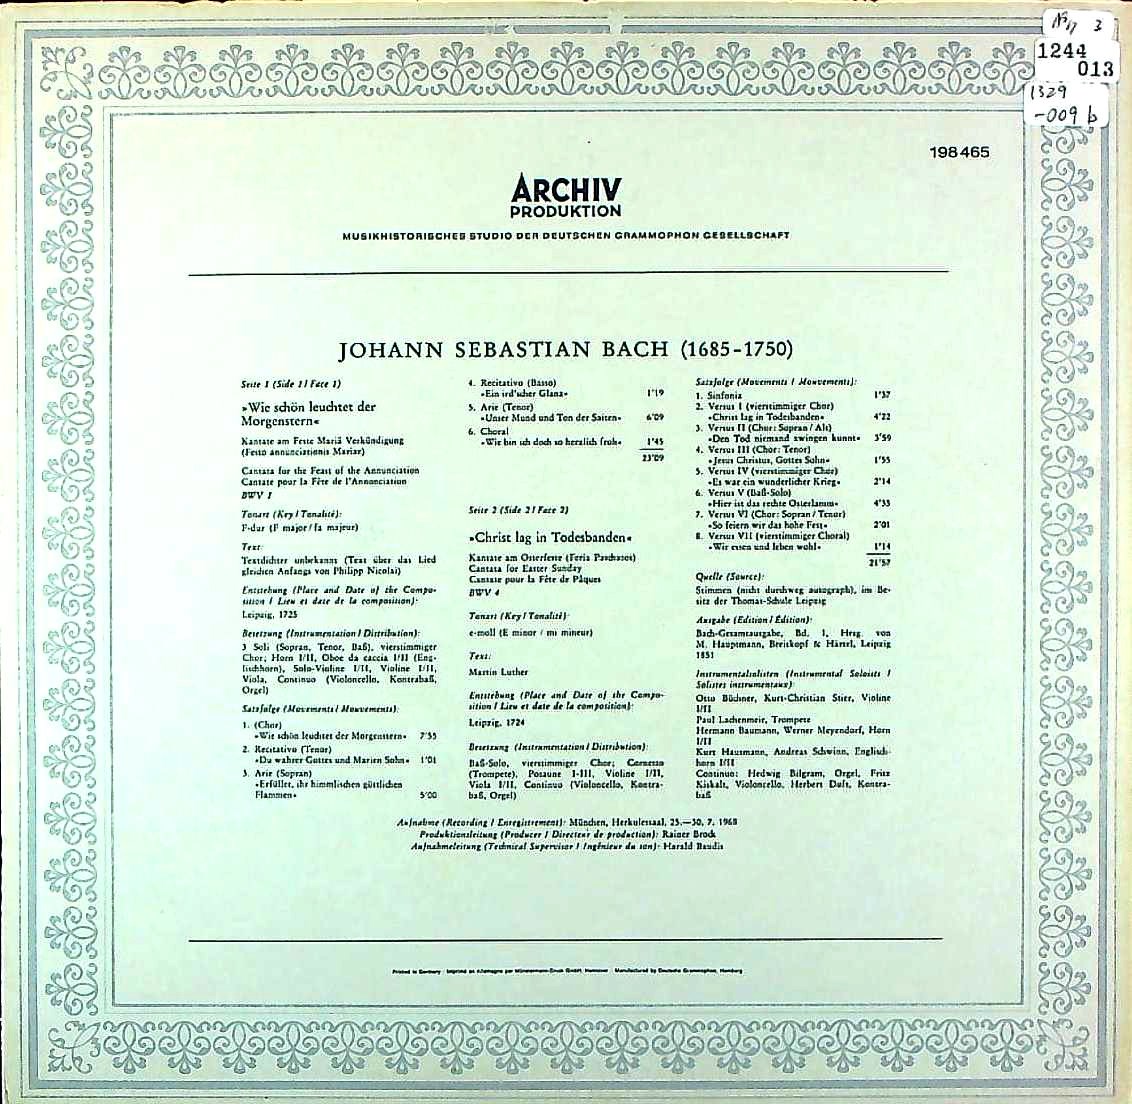 3
1244
013
1329
-009 b
198 465
ARCHIV
PRODUKTION
MUSIKHISTORISCHES STUDIO DER DEUTSCHEN GRAMMOPHON GESELLSCHAFT
JOHANN SEBASTIAN BACH (1685-1750)
Seite 1 (Side 1 / Face 1)
»Wie schön leuchtet der
Morgenstern«
Kantate am Feste Mariä Verkündigung
(Festo annunciationis Mariae)
Cantata for the Feast of the Annunciation
Cantate pour la Fête de l'Annonciation
BWV 1
Tonart (Key / Tonalité):
F-dur (F major / fa majeur)
Text:
Textdichter unbekannt (Text über das Lied
gleichen Anfangs von Philipp Nicolai)
Entstehung (Place and Date of the Compo-
sition / Lieu et date de la composition):
Leipzig, 1725
Besetzung (Instrumentation / Distribution):
3 Soli (Sopran, Tenor, Baß), vierstimmiger
Chor; Horn I/II, Oboe da caccia I/II (Eng-
lischhorn), Solo-Violine I/II, Violine I/II,
Viola, Continuo (Violoncello, Kontrabaß,
Orgel)
Satzfolge (Movements / Mouvements):
1. (Chor)
»Wie schön leuchtet der Morgenstern« 7'55
2. Recitativo (Tenor)
»Du wahrer Gottes und Marien Sohn« 1'01
3. Arie (Sopran)
»Erfüllet, ihr himmlischen göttlichen
Flammen« 5'00
4. Recitativo (Basso)
»Ein ird'scher Glanz« 1'19
5. Arie (Tenor)
»Unser Mund und Ton der Saiten« 6'09
6. Choral
»Wie bin ich doch so herzlich froh« 1'45
23'09
Seite 2 (Side 2 / Face 2)
»Christ lag in Todesbanden«
Kantate am Osterfeste (Feria Paschatos)
Cantata for Easter Sunday
Cantate pour la Fête de Pâques
BWV 4
Tonart (Key / Tonalité):
e-moll (E minor / mi mineur)
Text:
Martin Luther
Entstehung (Place and Date of the Compo-
sition / Lieu et date de la composition):
Leipzig, 1724
Besetzung (Instrumentation / Distribution):
Baß-Solo, vierstimmiger Chor; Cornetto
(Trompete), Posaune I-III, Violine I/II,
Viola I/II, Continuo (Violoncello, Kontra-
baß, Orgel)
Satzfolge (Movements / Mouvements):
1. Sinfonia 1'37
2. Versus I (vierstimmiger Chor)
»Christ lag in Todesbanden« 4'22
3. Versus II (Chor: Sopran / Alt)
»Den Tod niemand zwingen kunnt« 3'59
4. Versus III (Chor: Tenor)
»Jesus Christus, Gottes Sohn« 1'55
5. Versus IV (vierstimmiger Chor)
»Es war ein wunderlicher Krieg« 2'14
6. Versus V (Baß-Solo)
»Hier ist das rechte Osterlamm« 4'35
7. Versus VI (Chor: Sopran / Tenor)
»So feiern wir das hohe Fest« 2'01
8. Versus VII (vierstimmiger Choral)
»Wir essen und leben wohl« 1'14
21'57
Quelle (Source):
Stimmen (nicht durchweg autograph), im Be-
sitz der Thomas-Schule Leipzig
Ausgabe (Edition / Édition):
Bach-Gesamtausgabe, Bd. 1, Hrsg. von
M. Hauptmann, Breitkopf & Härtel, Leipzig
1851
Instrumentalsolisten (Instrumental Soloists /
Solistes instrumentaux):
Otto Büchner, Kurt-Christian Stier, Violine
I/II
Paul Lachenmeir, Trompete
Hermann Baumann, Werner Meyendorf, Horn
I/II
Kurt Hausmann, Andreas Schwinn, Englisch-
horn I/II
Continuo: Hedwig Bilgram, Orgel, Fritz
Kiskalt, Violoncello, Herbert Duft, Kontra-
baß
Aufnahme (Recording / Enregistrement): München, Herkulessaal, 25.—30. 7. 1968
Produktionsleitung (Producer / Directeur de production): Rainer Brock
Aufnahmeleitung (Technical Supervisor / Ingénieur du son): Harald Baudis
Printed in Germany · Imprimé en Allemagne par Münstermann-Druck GmbH, Hannover · Manufactured by Deutsche Grammophon, Hamburg